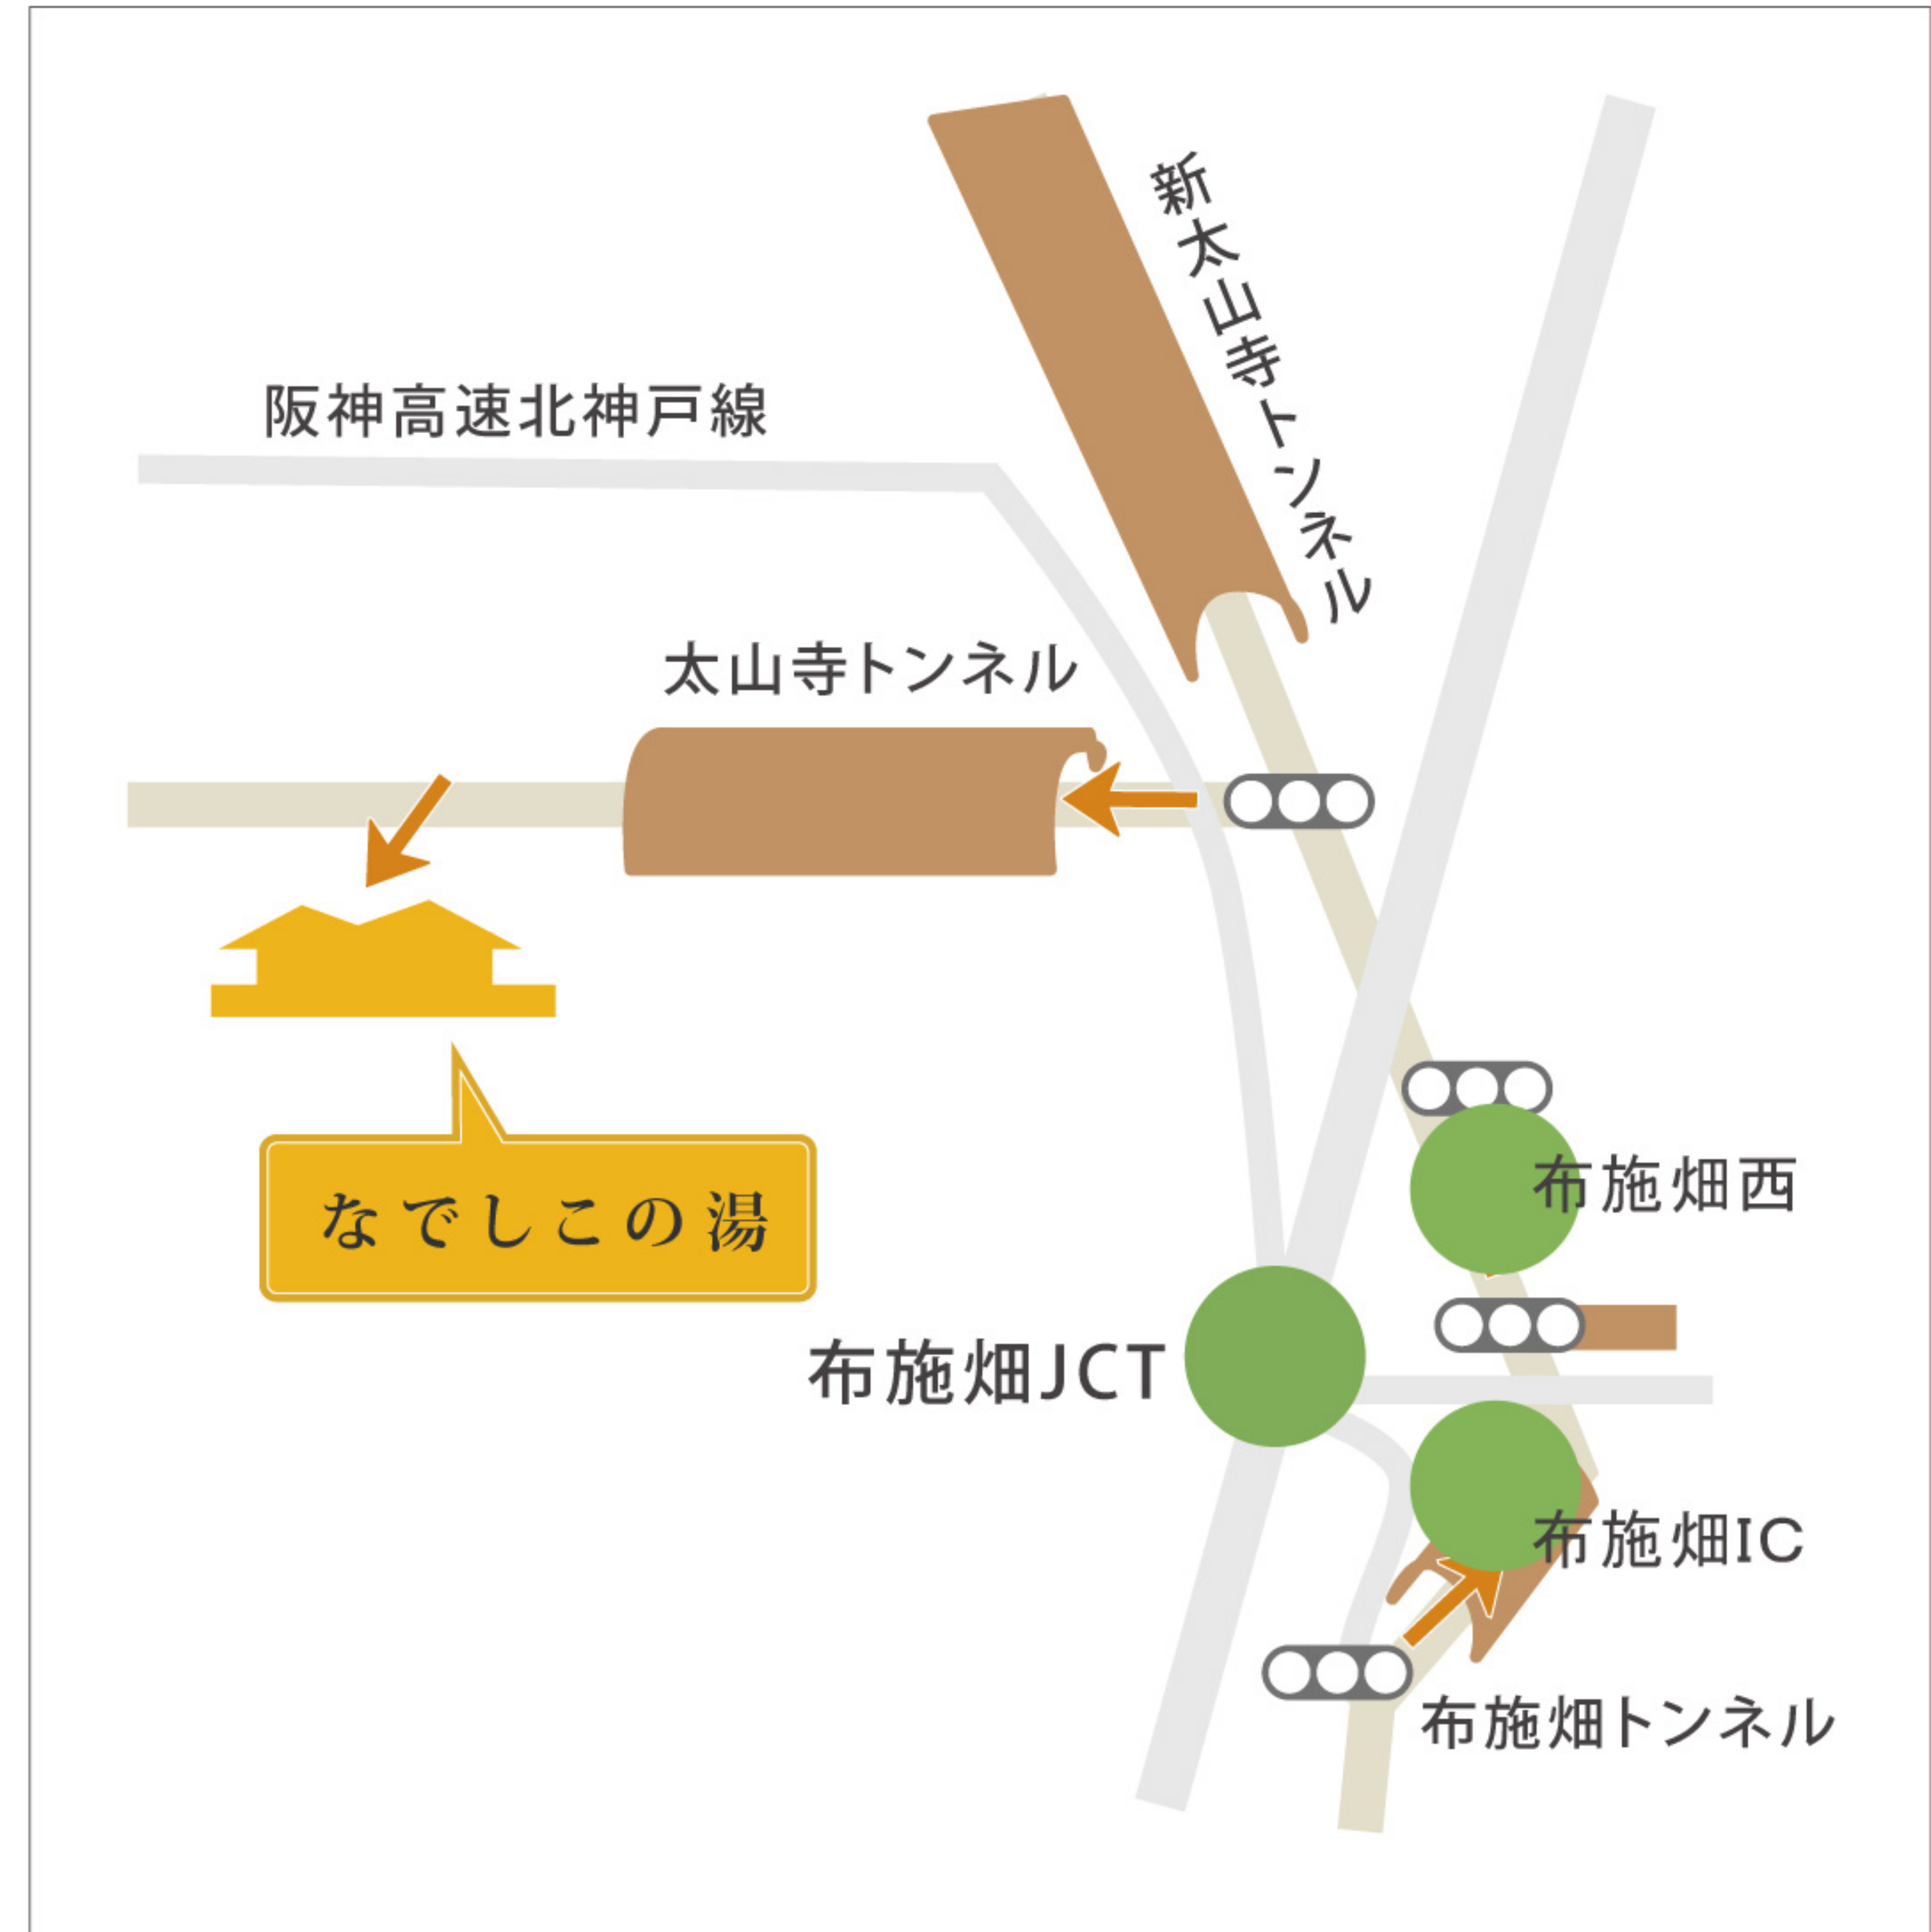 新太山寺トンネル
阪神高速北神戸線
太山寺トンネル
なでしこの湯
布施畑西
布施畑JCT
布施畑IC
布施畑トンネル